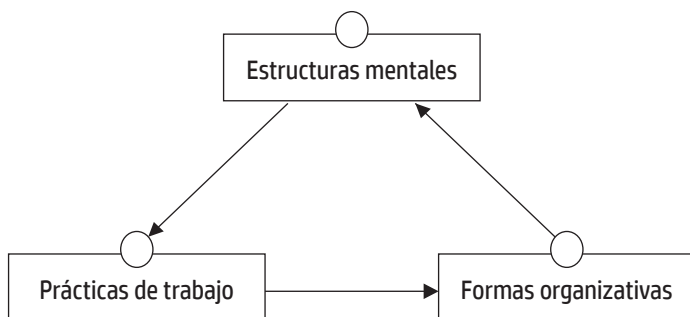 Estructuras mentales
Prácticas de trabajo
Formas organizativas